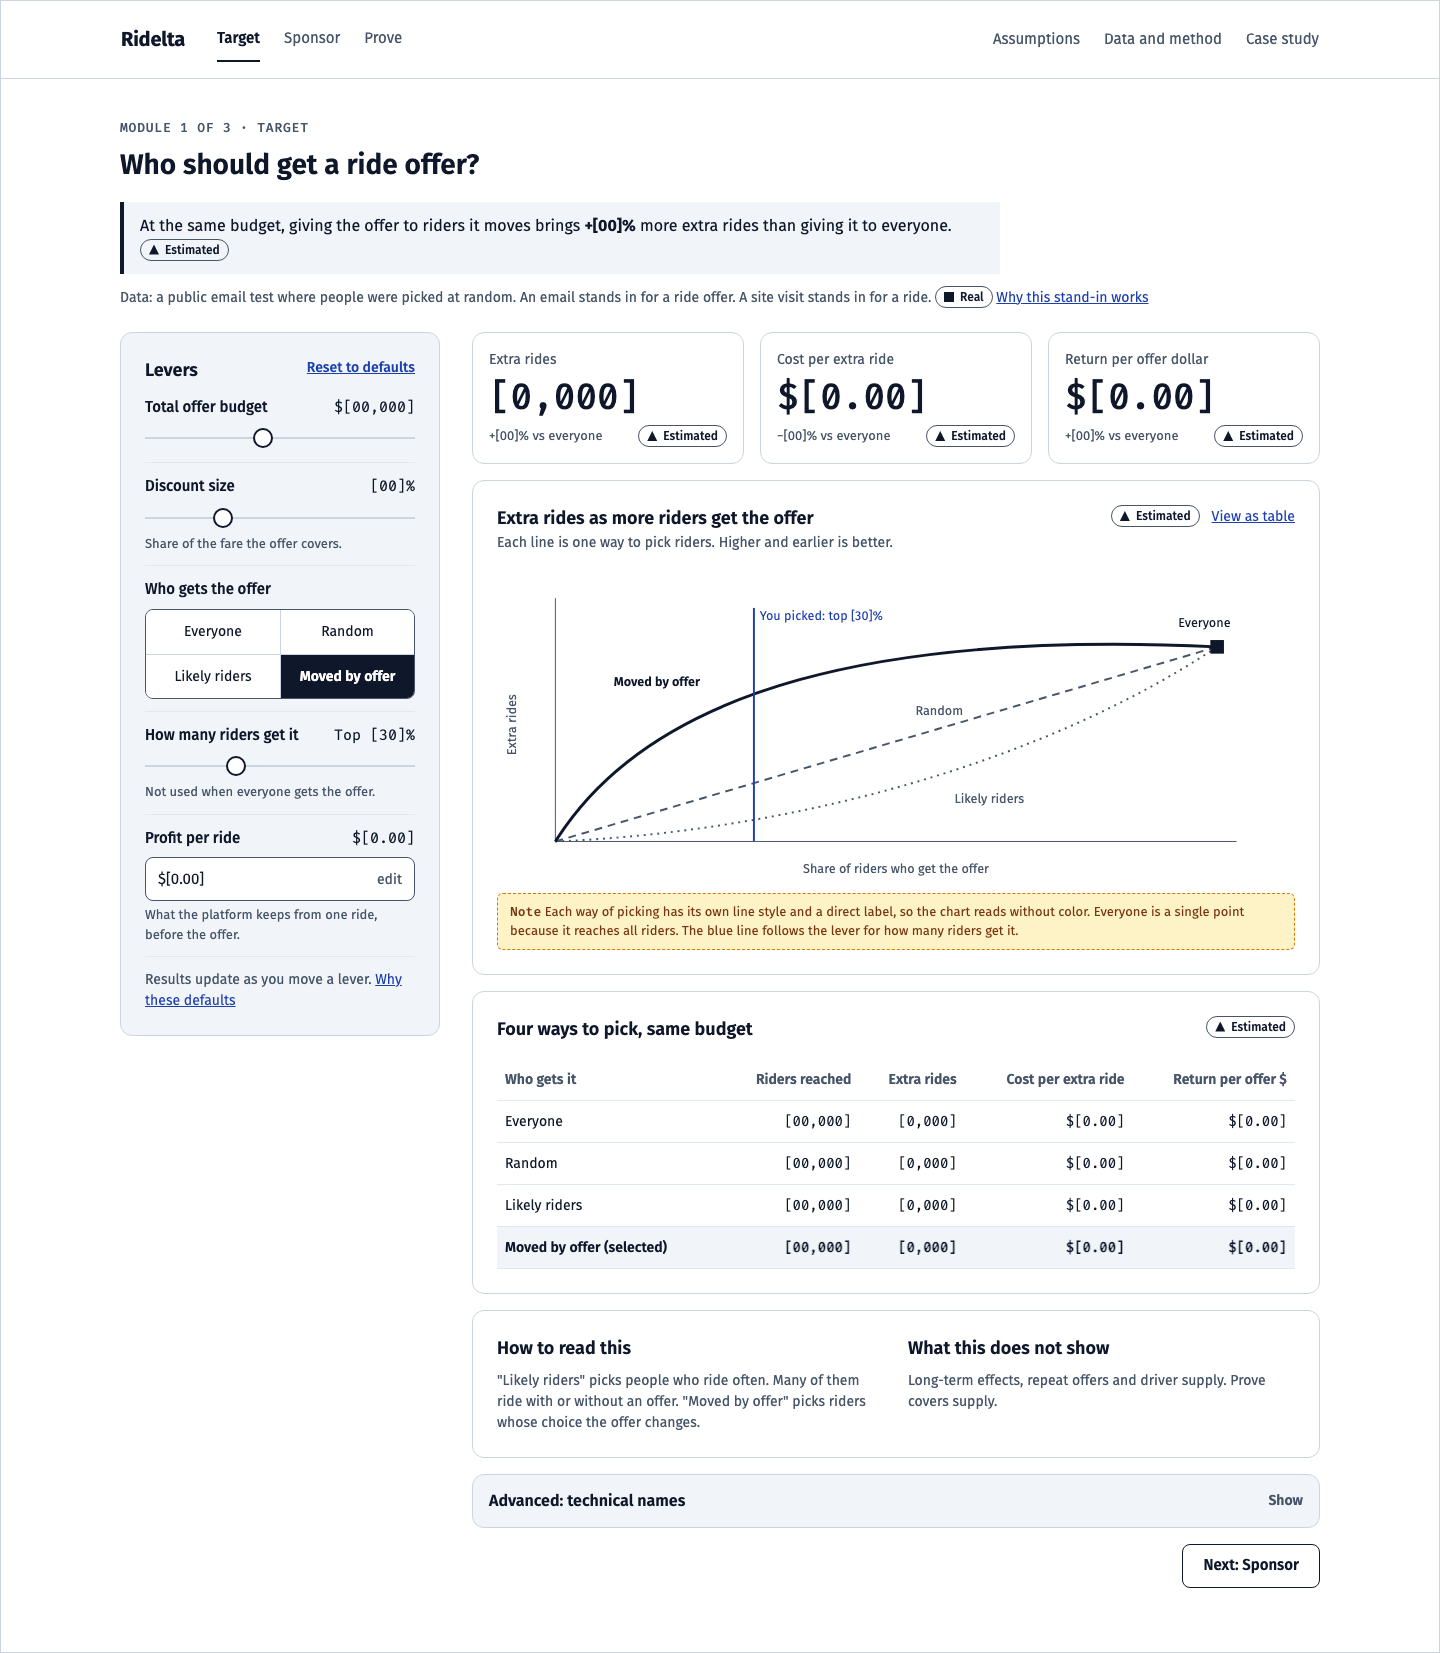 Ridelta Target Sponsor Prove Assumptions Data and method Case study
MODULE 1 OF 3 · TARGET
Who should get a ride offer?
At the same budget, giving the offer to riders it moves brings +[00]% more extra rides than giving it to everyone.
▲ Estimated
Data: a public email test where people were picked at random. An email stands in for a ride offer. A site visit stands in for a ride. ■ Real Why this stand-in works
Levers Reset to defaults
Total offer budget $[00,000]
Discount size [00]%
Share of the fare the offer covers.
Who gets the offer
Everyone Random
Likely riders Moved by offer
How many riders get it Top [30]%
Not used when everyone gets the offer.
Profit per ride $[0.00]
$[0.00] edit
What the platform keeps from one ride,
before the offer.
Results update as you move a lever. Why
these defaults
Extra rides
[0,000]
+[00]% vs everyone ▲ Estimated
Cost per extra ride
$[0.00]
−[00]% vs everyone ▲ Estimated
Return per offer dollar
$[0.00]
+[00]% vs everyone ▲ Estimated
Extra rides as more riders get the offer ▲ Estimated View as table
Each line is one way to pick riders. Higher and earlier is better.
You picked: top [30]%
Everyone
Moved by offer
Random
Likely riders
Extra rides
Share of riders who get the offer
Note Each way of picking has its own line style and a direct label, so the chart reads without color. Everyone is a single point
because it reaches all riders. The blue line follows the lever for how many riders get it.
Four ways to pick, same budget ▲ Estimated
Who gets it Riders reached Extra rides Cost per extra ride Return per offer $
Everyone [00,000] [0,000] $[0.00] $[0.00]
Random [00,000] [0,000] $[0.00] $[0.00]
Likely riders [00,000] [0,000] $[0.00] $[0.00]
Moved by offer (selected) [00,000] [0,000] $[0.00] $[0.00]
How to read this
"Likely riders" picks people who ride often. Many of them
ride with or without an offer. "Moved by offer" picks riders
whose choice the offer changes.
What this does not show
Long-term effects, repeat offers and driver supply. Prove
covers supply.
Advanced: technical names Show
Next: Sponsor